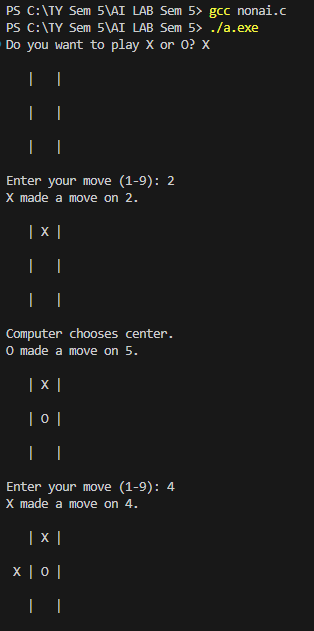 PS C:\TY Sem 5\AI LAB Sem 5> gcc nonai.c
PS C:\TY Sem 5\AI LAB Sem 5> ./a.exe
Do you want to play X or O? X
| |
| |
| |
Enter your move (1-9): 2
X made a move on 2.
| X |
| |
| |
Computer chooses center.
O made a move on 5.
| X |
| O |
| |
Enter your move (1-9): 4
X made a move on 4.
| X |
X | O |
| |